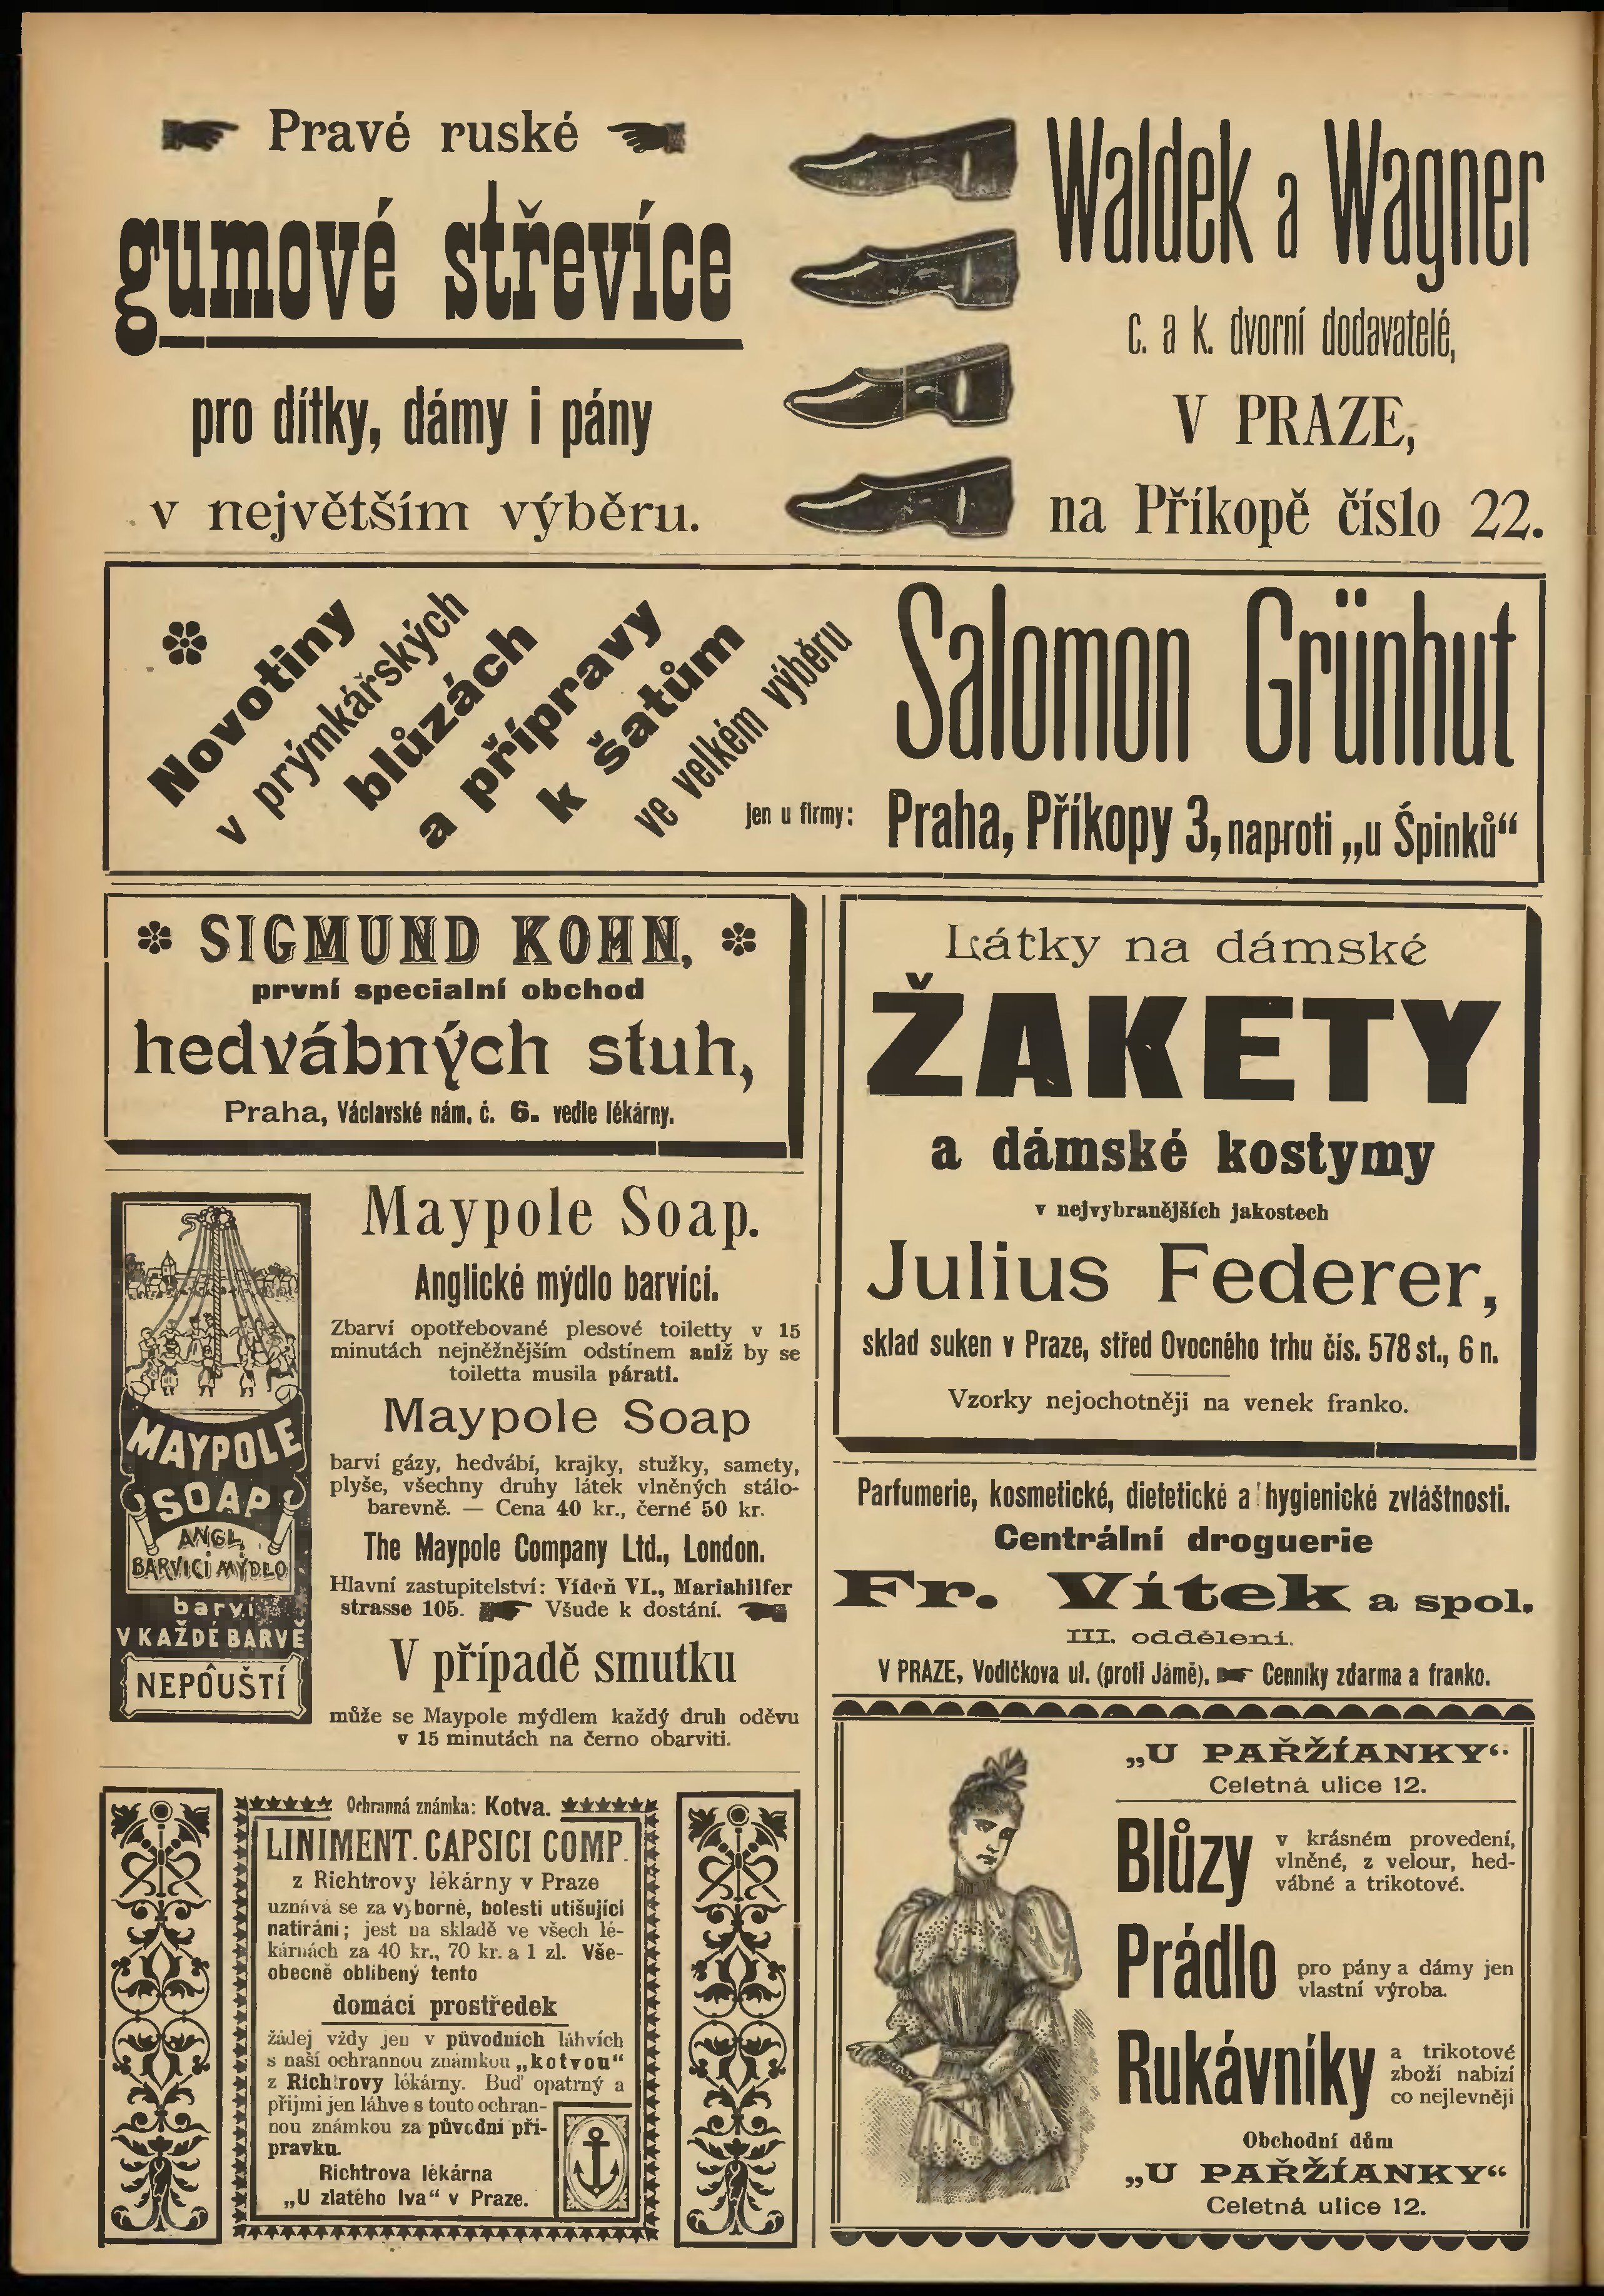 Pravé ruské
gumové střevíce
pro dítky, dámy i pány
v největším výběru.
Waldek a Wagner
c. a k. dvorní dodavatelé,
V PRAZE,
na Příkopě číslo 22.
Novotiny
v prýmkářských
blůzách
a přípravy
k šatům
ve velkém výběru
jen u firmy:
Salomon Grünhut
Praha, Příkopy 3, naproti „u Špinků“
SIGMUND KOHN,
první specialní obchod
hedvábných stuh,
Praha, Václavské nám. č. 6. vedle lékárny.
Látky na dámské
ŽAKETY
a dámské kostymy
v nejvybranějších jakostech
Julius Federer,
sklad suken v Praze, střed Ovocného trhu čís. 578 st., 6 n.
Vzorky nejochotněji na venek franko.
MAYPOLE
SOAP
ANGL.
BARVICÍ MÝDLO
barví
V KAŽDÉ BARVĚ
NEPOUŠTÍ
Maypole Soap.
Anglické mýdlo barvící.
Zbarví opotřebované plesové toiletty v 15
minutách nejněžnějším odstínem aniž by se
toiletta musila párati.
Maypole Soap
barví gázy, hedvábí, krajky, stužky, samety,
plyše, všechny druhy látek vlněných stálo-
barevně. — Cena 40 kr., černé 50 kr.
The Maypole Company Ltd., London.
Hlavní zastupitelství: Vídeň VI., Mariahilfer
strasse 105. Všude k dostání.
V případě smutku
může se Maypole mýdlem každý druh oděvu
v 15 minutách na černo obarviti.
Parfumerie, kosmetické, dietetické a hygienické zvláštnosti.
Centrální droguerie
Fr. Vítek a spol.
III. oddělení.
V PRAZE, Vodičkova ul. (proti Jámě). Cenníky zdarma a franko.
Ochranná známka: Kotva.
LINIMENT. CAPSICI COMP.
z Richtrovy lékárny v Praze
uznává se za výborné, bolesti utišující
natírání; jest na skladě ve všech lé-
kárnách za 40 kr., 70 kr. a 1 zl. Vše-
obecně oblíbený tento
domácí prostředek
žádej vždy jen v původních láhvích
s naší ochrannou známkou „kotvou“
z Richtrovy lékárny. Buď opatrný a
přijmi jen láhve s touto ochran-
nou známkou za původní pří-
pravku.
Richtrova lékárna
„U zlatého lva“ v Praze.
„U PAŘŽÍANKY“
Celetná ulice 12.
Blůzy
v krásném provedení,
vlněné, z velour, hed-
vábné a trikotové.
Prádlo
pro pány a dámy jen
vlastní výroba.
Rukávníky
a trikotové
zboží nabízí
co nejlevněji
Obchodní dům
„U PAŘŽÍANKY“
Celetná ulice 12.